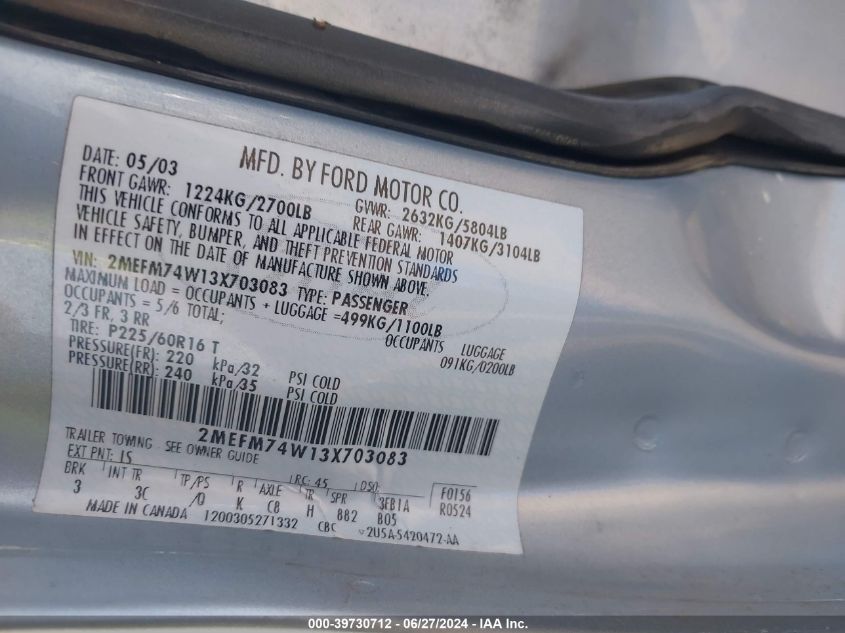 MFD. BY FORD MOTOR CO.
DATE: 05/03 GVWR: 2632KG/5804LB
FRONT GAWR: 1224KG/2700LB REAR GAWR: 1407KG/3104LB
THIS VEHICLE CONFORMS TO ALL APPLICABLE FEDERAL MOTOR
VEHICLE SAFETY, BUMPER, AND THEFT PREVENTION STANDARDS
IN EFFECT ON THE DATE OF MANUFACTURE SHOWN ABOVE.
VIN: 2MEFM74W13X703083 TYPE: PASSENGER
MAXIMUM LOAD = OCCUPANTS + LUGGAGE =499KG/1100LB
OCCUPANTS = 5/6 TOTAL; OCCUPANTS LUGGAGE
2/3 FR, 3 RR 091KG/0200LB
TIRE: P225/60R16 T
PRESSURE(FR): 220 kPa/32 PSI COLD
PRESSURE(RR): 240 kPa/35 PSI COLD
2MEFM74W13X703083
TRAILER TOWING - SEE OWNER GUIDE
EXT PNT: LS RC: 45 DSO: F0156
BRK INT TR TP/PS R AXLE TR SPR 3FB1A R0524
3 3C /0 K C8 H 882 B05
MADE IN CANADA 1200305271332 CBC 2U5A-5420472-AA
000-39730712 - 06/27/2024 - IAA Inc.